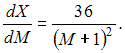 dX/dM = 36/(M+1)².